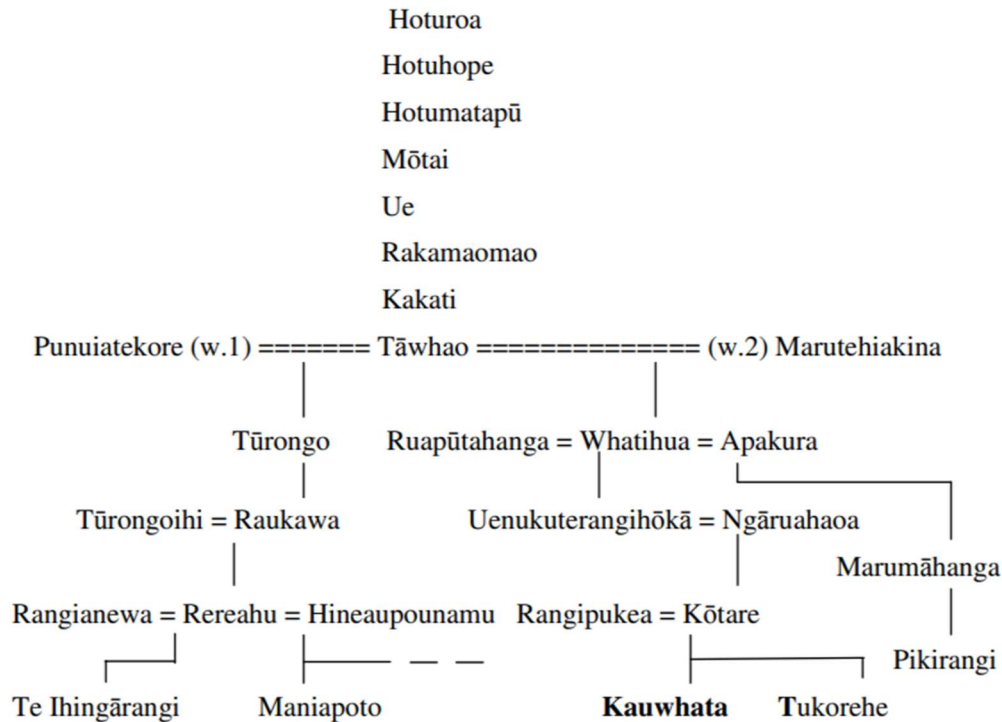 Hoturoa
Hotuhope
Hotumatapū
Mōtai
Ue
Rakamaomao
Kakati
Punuiatekore (w.1) ======= Tāwhao ============== (w.2) Marutehiakina
Tūrongo Ruapūtahanga = Whatihua = Apakura
Tūrongoihi = Raukawa Uenukuterangihōkā = Ngāruahaoa
Marumāhanga
Rangianewa = Rereahu = Hineaupounamu Rangipukea = Kōtare
Pikirangi
Te Ihingārangi Maniapoto Kauwhata Tukorehe